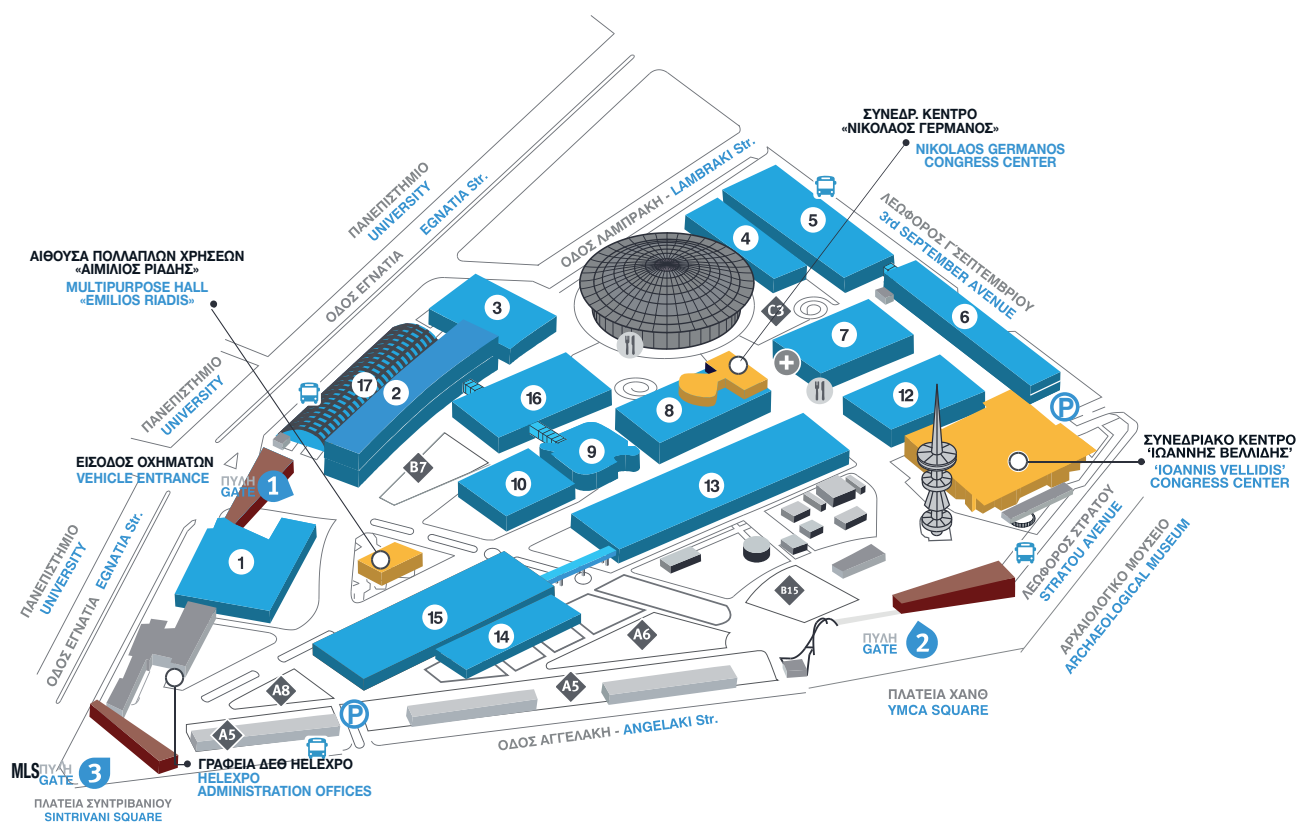 ΣΥΝΕΔΡ. ΚΕΝΤΡΟ
«ΝΙΚΟΛΑΟΣ ΓΕΡΜΑΝΟΣ»
NIKOLAOS GERMANOS
CONGRESS CENTER
ΟΔΟΣ ΛΑΜΠΡΑΚΗ - LAMBRAKI Str.
ΠΑΝΕΠΙΣΤΗΜΙΟ
UNIVERSITY
ΟΔΟΣ ΕΓΝΑΤΙΑ
EGNATIA Str.
ΛΕΩΦΟΡΟΣ Γ'ΣΕΠΤΕΜΒΡΙΟΥ
3rd SEPTEMBER AVENUE
ΑΙΘΟΥΣΑ ΠΟΛΛΑΠΛΩΝ ΧΡΗΣΕΩΝ
«ΑΙΜΙΛΙΟΣ ΡΙΑΔΗΣ»
MULTIPURPOSE HALL
«EMILIOS RIADIS»
5
4
3
C3
6
7
17
2
16
8
12
P
ΠΑΝΕΠΙΣΤΗΜΙΟ
UNIVERSITY
ΕΙΣΟΔΟΣ ΟΧΗΜΑΤΩΝ
VEHICLE ENTRANCE
ΠΥΛΗ
GATE
1
B7
9
10
13
ΣΥΝΕΔΡΙΑΚΟ ΚΕΝΤΡΟ
'ΙΩΑΝΝΗΣ ΒΕΛΛΙΔΗΣ'
'IOANNIS VELLIDIS'
CONGRESS CENTER
ΠΑΝΕΠΙΣΤΗΜΙΟ
UNIVERSITY
ΟΔΟΣ ΕΓΝΑΤΙΑ
EGNATIA Str.
1
15
14
A6
B15
ΛΕΩΦΟΡΟΣ ΣΤΡΑΤΟΥ
STRATOU AVENUE
ΑΡΧΑΙΟΛΟΓΙΚΟ ΜΟΥΣΕΙΟ
ARCHAEOLOGICAL MUSEUM
ΠΥΛΗ
GATE
2
A8
A5
A5
P
ΠΛΑΤΕΙΑ ΧΑΝΘ
YMCA SQUARE
ΟΔΟΣ ΑΓΓΕΛΑΚΗ - ANGELAKI Str.
ΓΡΑΦΕΙΑ ΔΕΘ HELEXPO
HELEXPO
ADMINISTRATION OFFICES
MLS
ΠΥΛΗ
GATE
3
ΠΛΑΤΕΙΑ ΣΥΝΤΡΙΒΑΝΙΟΥ
SINTRIVANI SQUARE